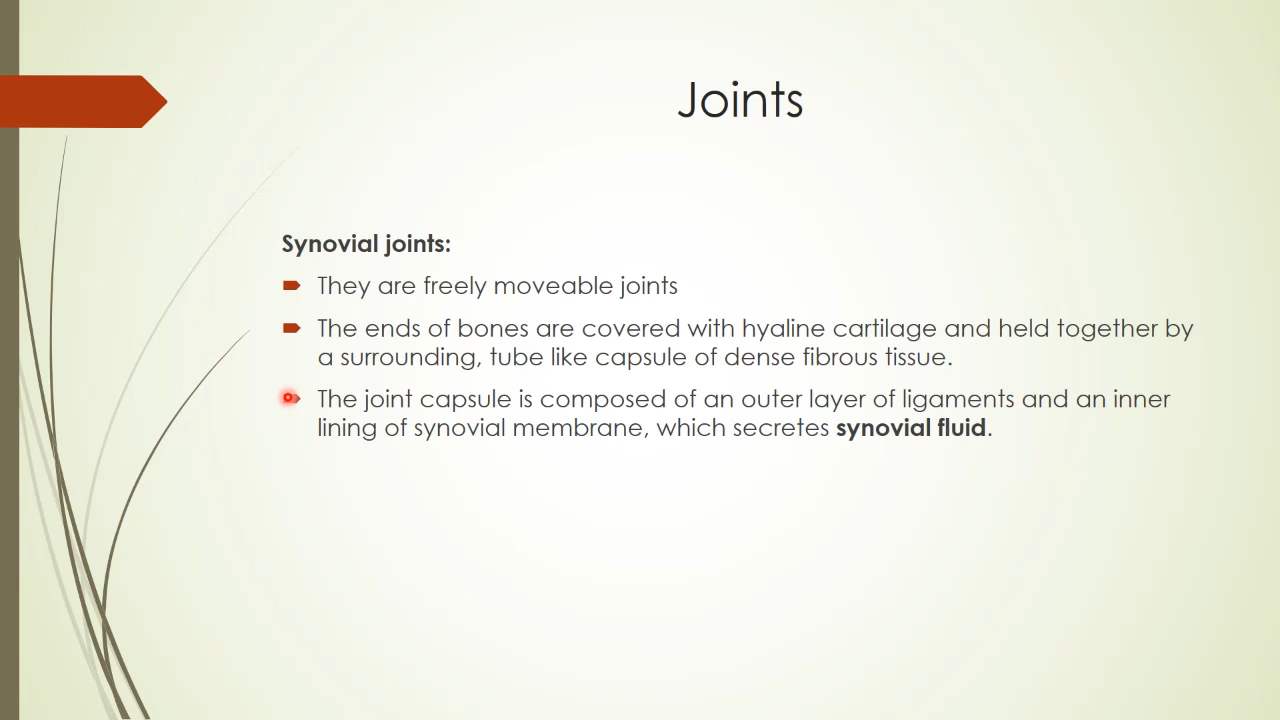 Joints
Synovial joints:
They are freely moveable joints
The ends of bones are covered with hyaline cartilage and held together by
a surrounding, tube like capsule of dense fibrous tissue.
The joint capsule is composed of an outer layer of ligaments and an inner
lining of synovial membrane, which secretes synovial fluid.